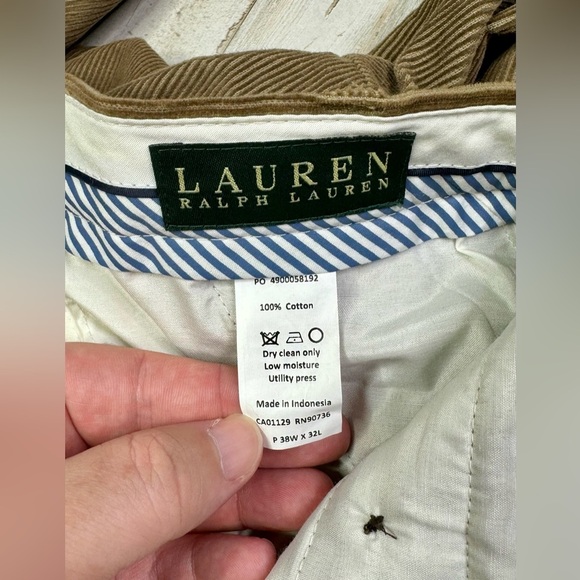 LAUREN
RALPH LAUREN
PO 4900058192
100% Cotton
Dry clean only
Low moisture
Utility press
Made in Indonesia
CA01129 RN90736
P 38W X 32L